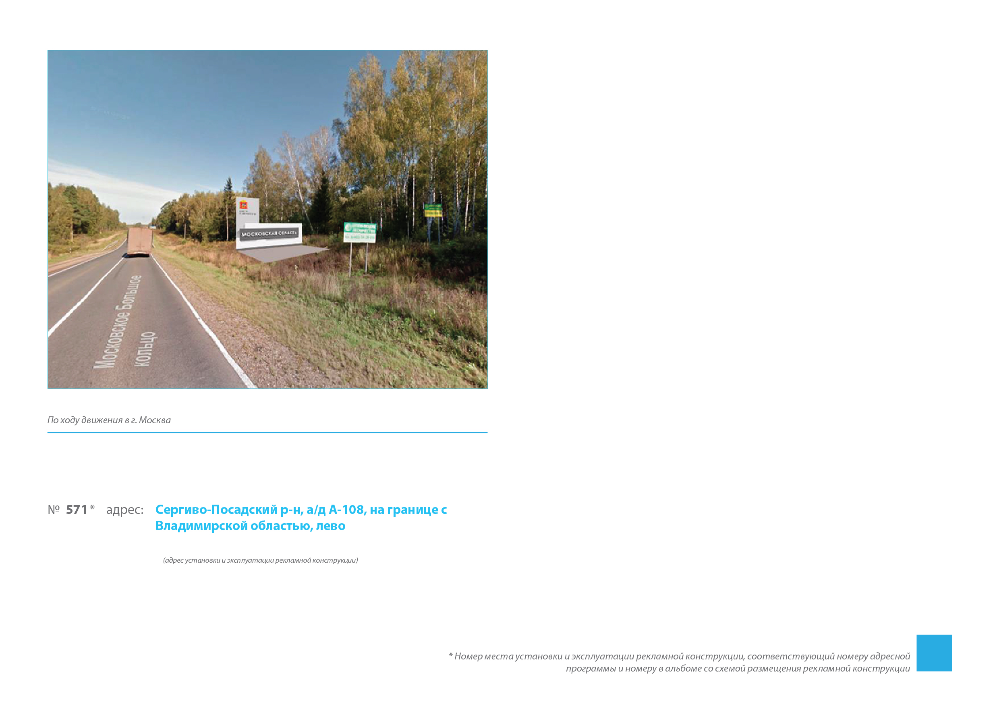 МОСКОВСКАЯ ОБЛАСТЬ
Московское Большое
кольцо
По ходу движения в г. Москва
№ 571* адрес: Сергиво-Посадский р-н, а/д А-108, на границе с
Владимирской областью, лево
(адрес установки и эксплуатации рекламной конструкции)
* Номер места установки и эксплуатации рекламной конструкции, соответствующий номеру адресной
программы и номеру в альбоме со схемой размещения рекламной конструкции